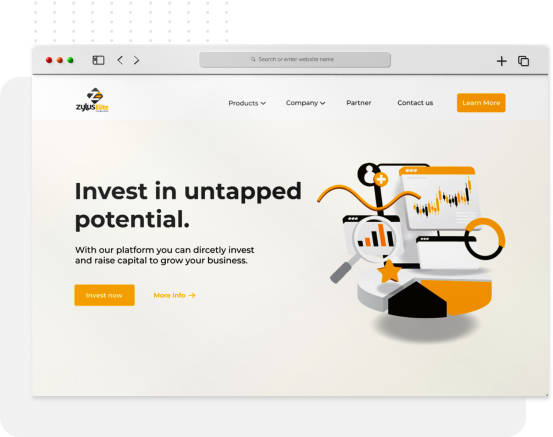 Search or enter website name
zylus Elite
Products
Company
Partner
Contact us
Learn More
Invest in untapped
potential.
With our platform you can dircetly invest
and raise capital to grow your business.
Invest now
More info →